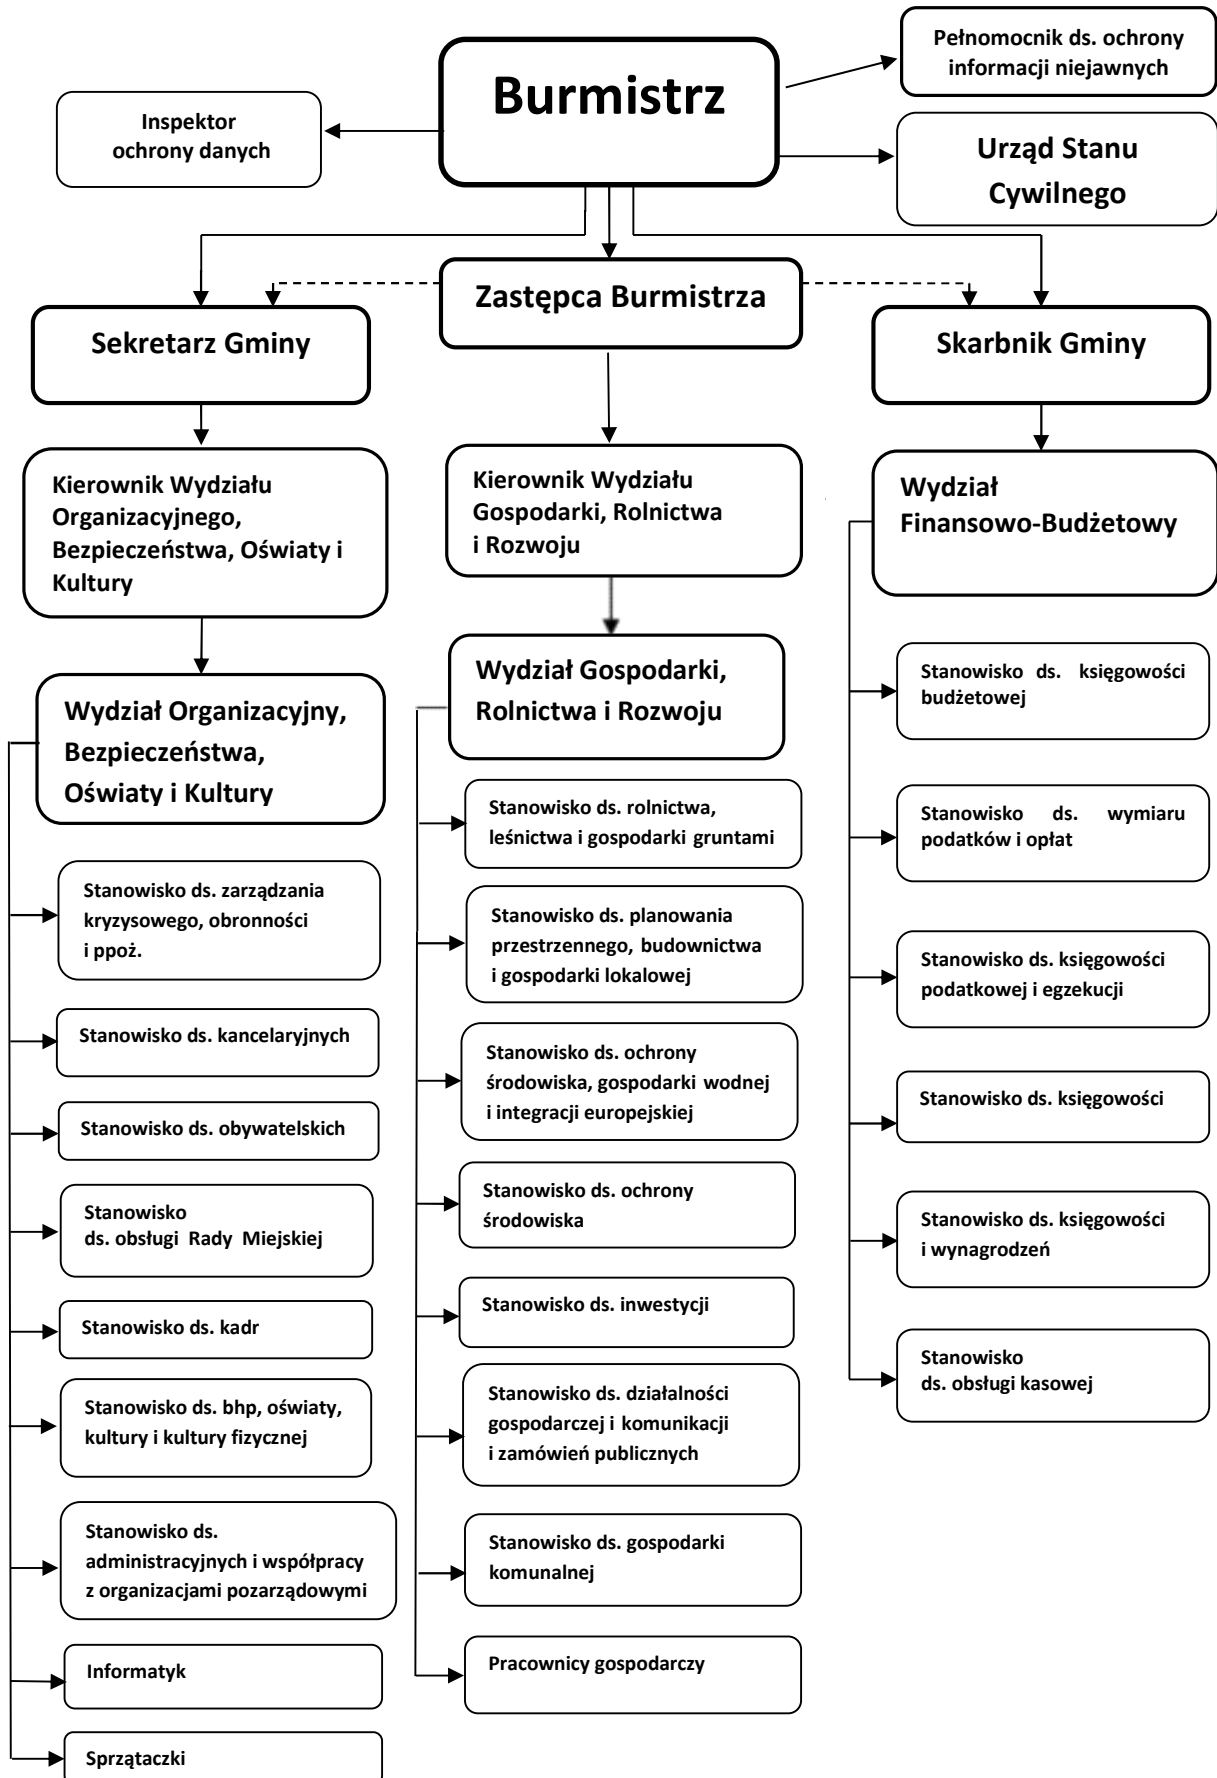 Burmistrz
Pełnomocnik ds. ochrony
informacji niejawnych
Inspektor
ochrony danych
Urząd Stanu
Cywilnego
Zastępca Burmistrza
Sekretarz Gminy
Skarbnik Gminy
Kierownik Wydziału
Organizacyjnego,
Bezpieczeństwa, Oświaty i
Kultury
Kierownik Wydziału
Gospodarki, Rolnictwa
i Rozwoju
Wydział
Finansowo-Budżetowy
Wydział Organizacyjny,
Bezpieczeństwa,
Oświaty i Kultury
Stanowisko ds. zarządzania
kryzysowego, obronności
i ppoż.
Stanowisko ds. kancelaryjnych
Stanowisko ds. obywatelskich
Stanowisko
ds. obsługi Rady Miejskiej
Stanowisko ds. kadr
Stanowisko ds. bhp, oświaty,
kultury i kultury fizycznej
Stanowisko ds.
administracyjnych i współpracy
z organizacjami pozarządowymi
Informatyk
Sprzątaczki
Wydział Gospodarki,
Rolnictwa i Rozwoju
Stanowisko ds. rolnictwa,
leśnictwa i gospodarki gruntami
Stanowisko ds. planowania
przestrzennego, budownictwa
i gospodarki lokalowej
Stanowisko ds. ochrony
środowiska, gospodarki wodnej
i integracji europejskiej
Stanowisko ds. ochrony
środowiska
Stanowisko ds. inwestycji
Stanowisko ds. działalności
gospodarczej i komunikacji
i zamówień publicznych
Stanowisko ds. gospodarki
komunalnej
Pracownicy gospodarczy
Stanowisko ds. księgowości
budżetowej
Stanowisko ds. wymiaru
podatków i opłat
Stanowisko ds. księgowości
podatkowej i egzekucji
Stanowisko ds. księgowości
Stanowisko ds. księgowości
i wynagrodzeń
Stanowisko
ds. obsługi kasowej